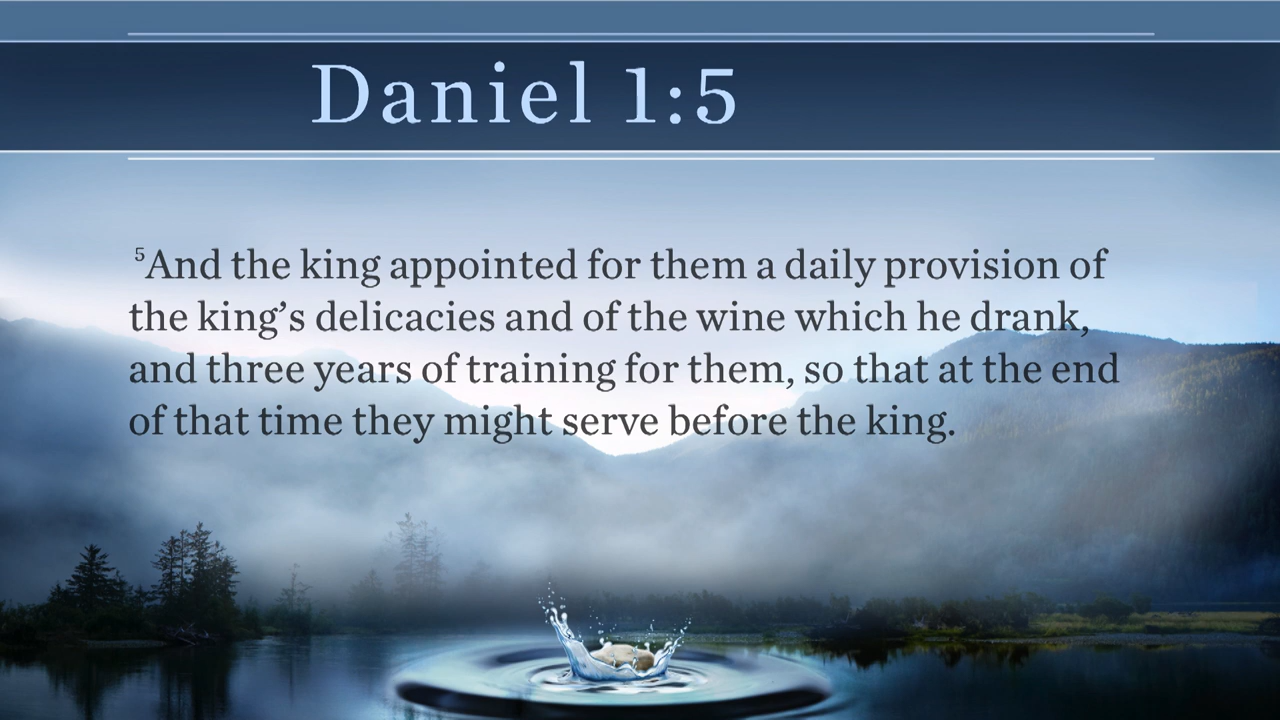 Daniel 1:5
⁵And the king appointed for them a daily provision of
the king’s delicacies and of the wine which he drank,
and three years of training for them, so that at the end
of that time they might serve before the king.